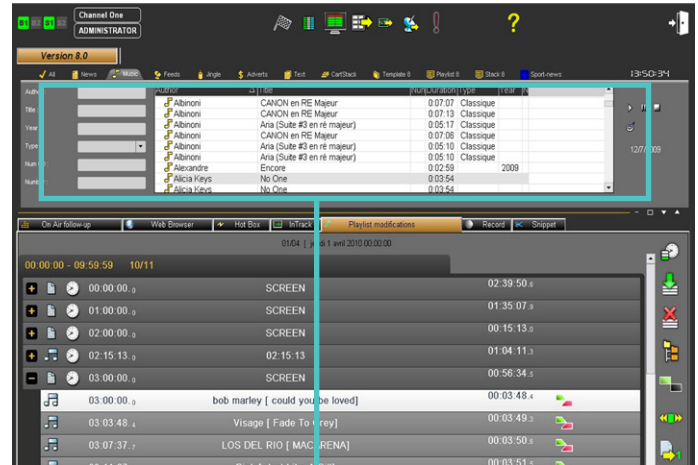 S1 S2 S1 S2
Channel One
ADMINISTRATOR
?
Version 8.0
All News Music Feeds Jingle Adverts Text CartStack Template 8 Playlist 8 Stack 8 Sport-news 13:50:34
Author Title Num Duration Type Year
Title :
Year
Type
Number :
Albinoni CANON en RE Majeur 0:07:07 Classique
Albinoni CANON en RE Majeur 0:07:13 Classique
Albinoni Aria (Suite #3 en ré majeur) 0:05:17 Classique
Albinoni CANON en RE Majeur 0:07:06 Classique
Albinoni Aria (Suite #3 en ré majeur) 0:05:10 Classique
Albinoni Aria (Suite #3 en ré majeur) 0:05:10 Classique
Alexandre Encore 0:02:59 2009
Alicia Keys No One 0:03:54
Alicia Keys No One 0:03:54
On Air follow-up Web Browser Hot Box InTrack Playlist modifications Record Snippet
01/04 [ jeudi 1 avril 2010 00:00:00
00:00:00 - 09:59:59 10/11
00:00:00.0 SCREEN 02:39:50.6
01:00:00.0 SCREEN 01:35:07.9
02:00:00.0 SCREEN 00:15:13.0
02:15:13.0 02:15:13 01:04:11.3
03:00:00.0 SCREEN 00:56:34.5
03:00:00.0 bob marley [ could you be loved] 00:03:48.4
03:03:48.4 Visage [ Fade To Grey] 00:03:49.3
03:07:37.7 LOS DEL RIO [ MACARENA] 00:03:50.6